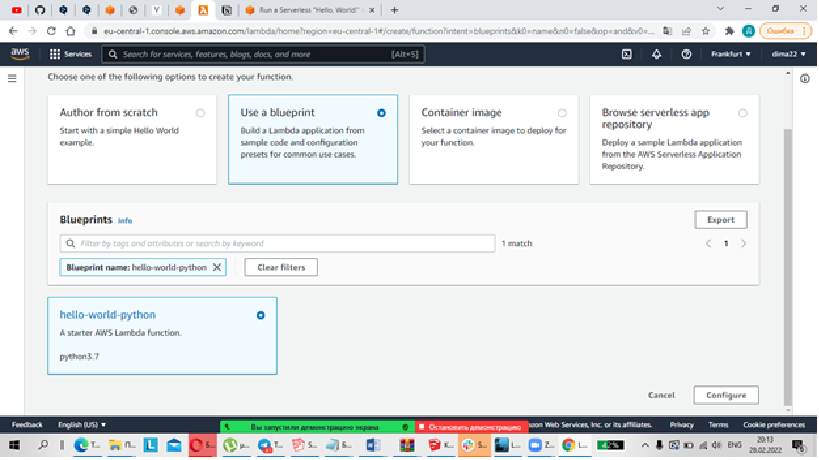 Run a Serverless "Hello, World!"
eu-central-1.console.aws.amazon.com/lambda/home?region=eu-central-1#/create/function?intent=blueprints&k0=name&n0=false&op=and&v0=...
Ошибка
aws
Services
Search for services, features, blogs, docs, and more
[Alt+S]
Frankfurt
dima22
Choose one of the following options to create your function.
Author from scratch
Start with a simple Hello World
example.
Use a blueprint
Build a Lambda application from
sample code and configuration
presets for common use cases.
Container image
Select a container image to deploy for
your function.
Browse serverless app
repository
Deploy a sample Lambda application
from the AWS Serverless Application
Repository.
Blueprints Info
Export
Filter by tags and attributes or search by keyword
1 match
1
Blueprint name: hello-world-python
Clear filters
hello-world-python
A starter AWS Lambda function.
python3.7
Cancel
Configure
Feedback
English (US)
Вы запустили демонстрацию экрана
Остановить демонстрацию
zon Web Services, Inc. or its affiliates.
Privacy
Terms
Cookie preferences
42%
ENG
20:13
28.02.2022